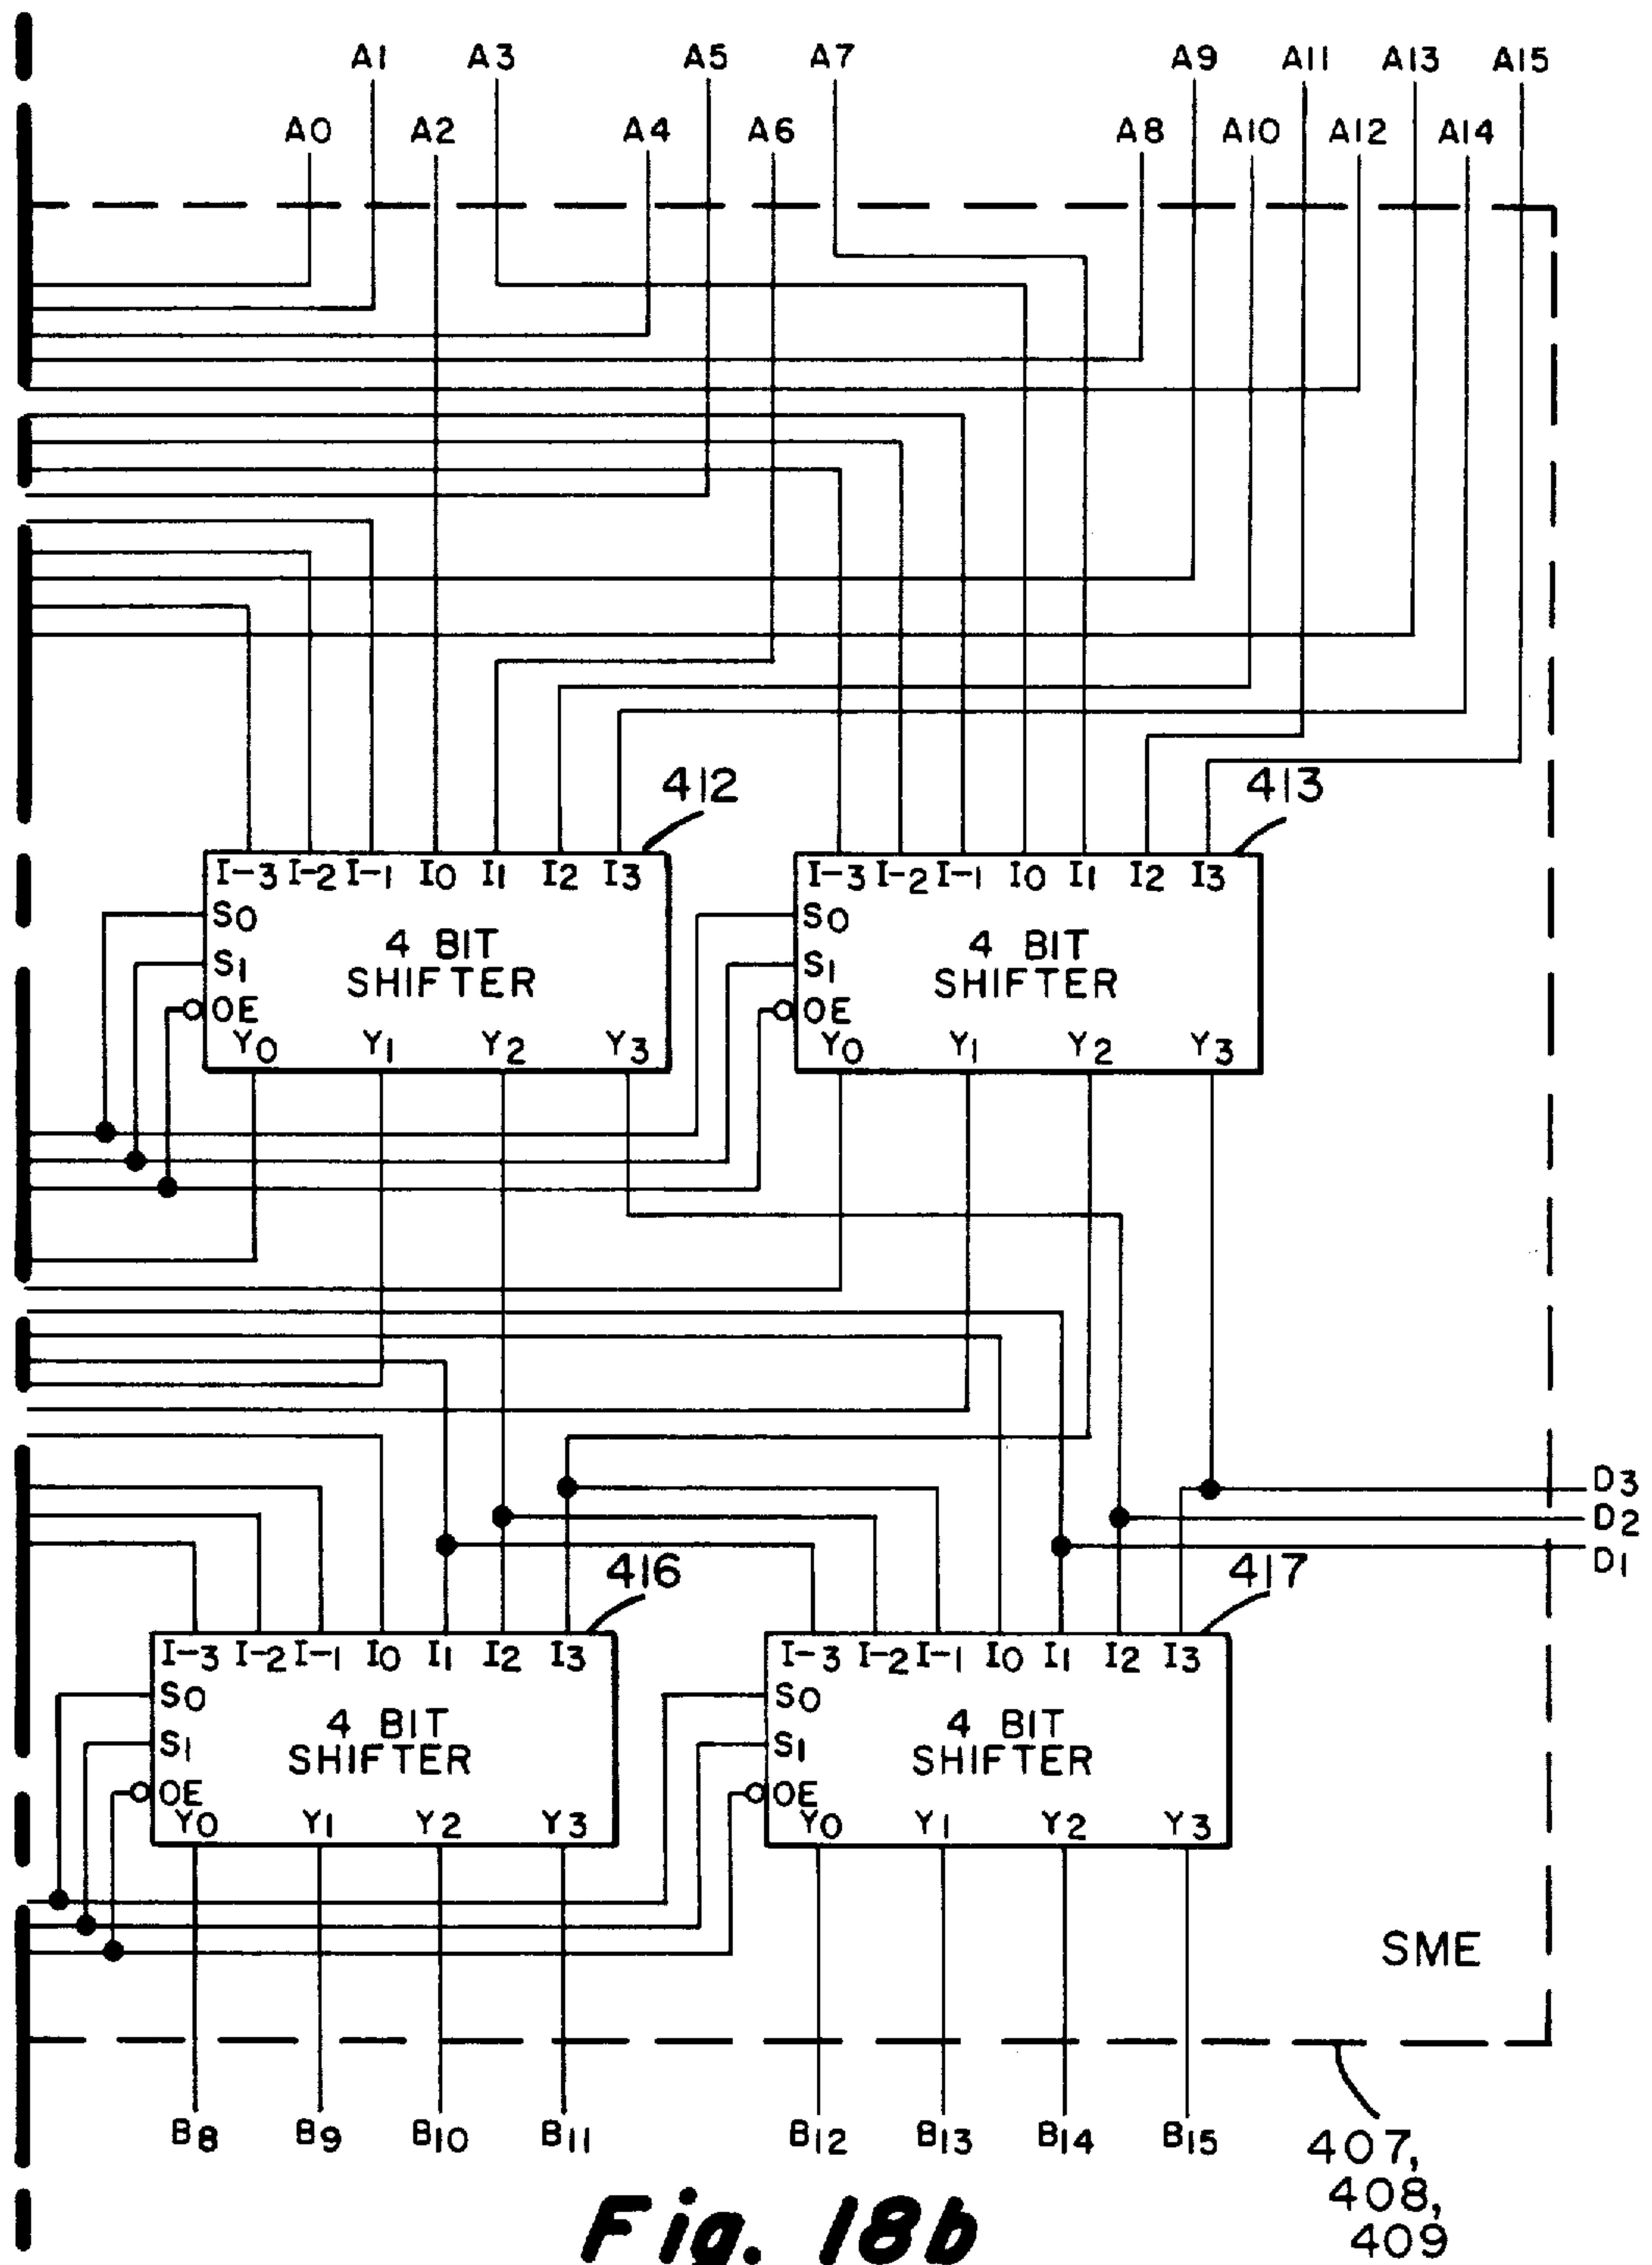 A1 A3 A5 A7 A9 A11 A13 A15
A0 A2 A4 A6 A8 A10 A12 A14
412 413
I-3 I-2 I-1 I0 I1 I2 I3
S0
S1
OE
4 BIT
SHIFTER
Y0 Y1 Y2 Y3
I-3 I-2 I-1 I0 I1 I2 I3
S0
S1
OE
4 BIT
SHIFTER
Y0 Y1 Y2 Y3
D3
D2
D1
416 417
I-3 I-2 I-1 I0 I1 I2 I3
S0
S1
OE
4 BIT
SHIFTER
Y0 Y1 Y2 Y3
I-3 I-2 I-1 I0 I1 I2 I3
S0
S1
OE
4 BIT
SHIFTER
Y0 Y1 Y2 Y3
SME
B8 B9 B10 B11 B12 B13 B14 B15
407,
408,
409
Fig. 18b